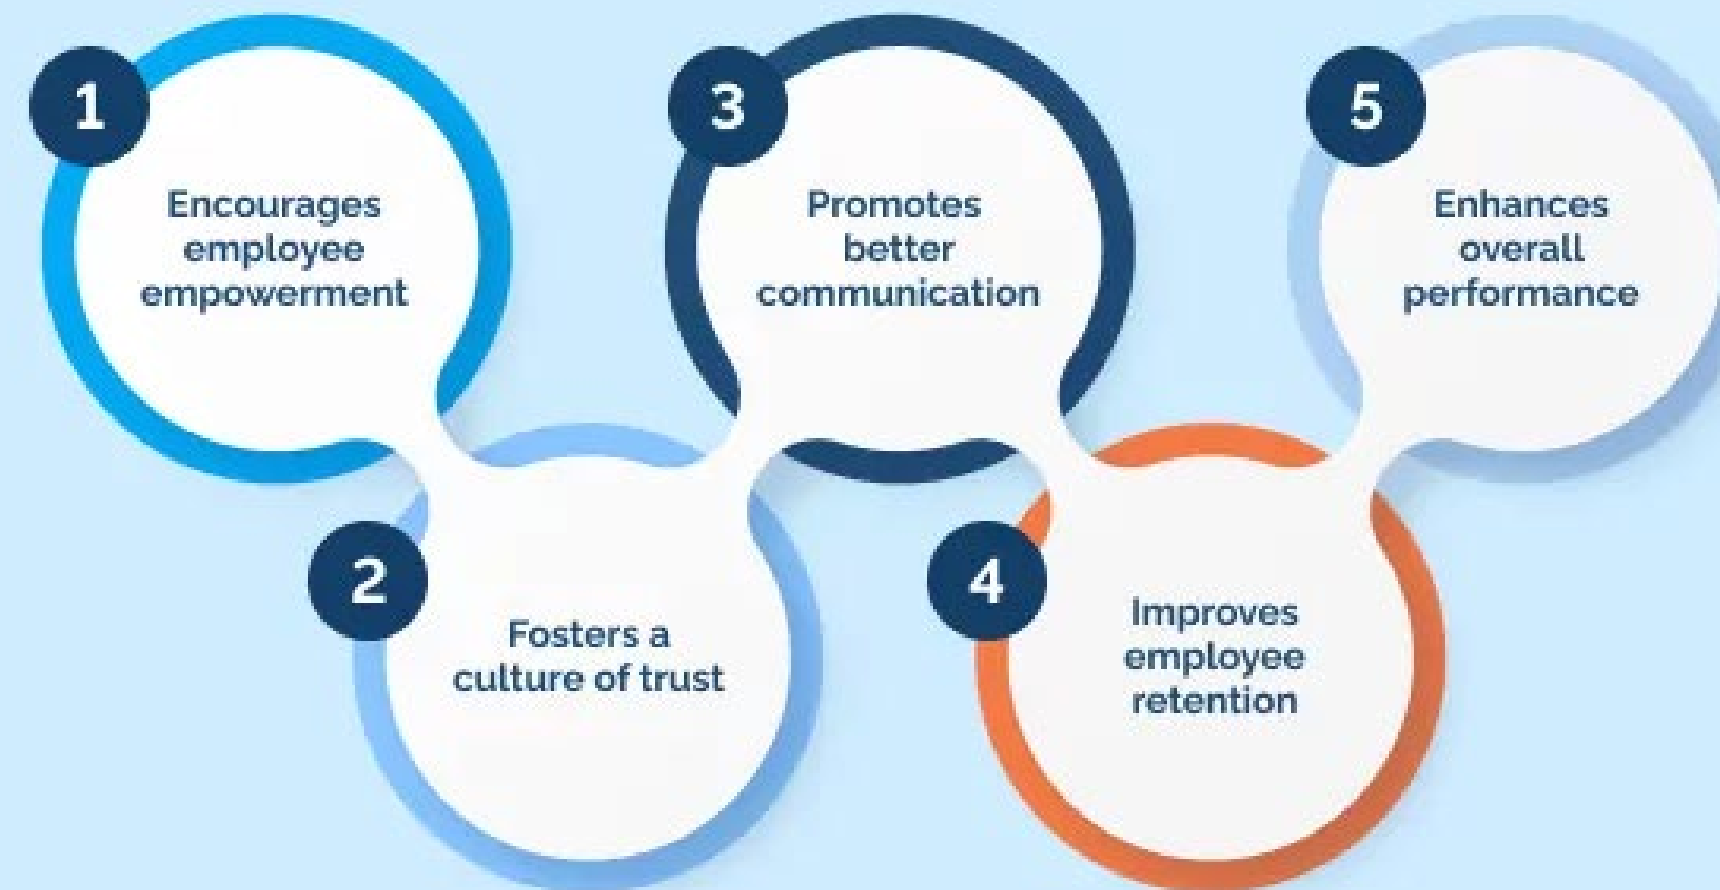 1
Encourages
employee
empowerment
2
Fosters a
culture of trust
3
Promotes
better
communication
4
Improves
employee
retention
5
Enhances
overall
performance